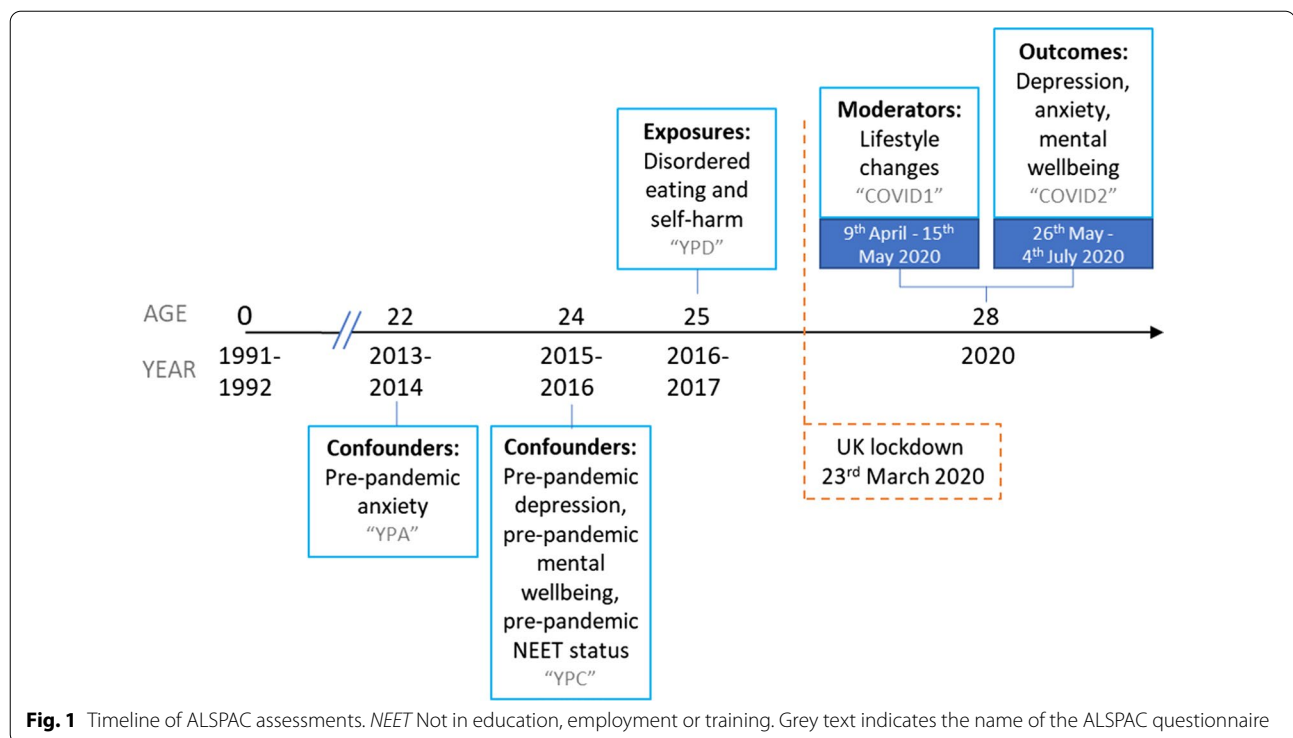 Outcomes:
Depression,
anxiety,
mental
wellbeing
"COVID2"
26th May -
4th July 2020
Moderators:
Lifestyle
changes
"COVID1"
9th April - 15th
May 2020
Exposures:
Disordered
eating and
self-harm
"YPD"
AGE 0 22 24 25 28
YEAR
1991-
1992
2013-
2014
2015-
2016
2016-
2017
2020
Confounders:
Pre-pandemic
anxiety
"YPA"
Confounders:
Pre-pandemic
depression,
pre-pandemic
mental
wellbeing,
pre-pandemic
NEET status
"YPC"
UK lockdown
23rd March 2020
Fig. 1 Timeline of ALSPAC assessments. NEET Not in education, employment or training. Grey text indicates the name of the ALSPAC questionnaire